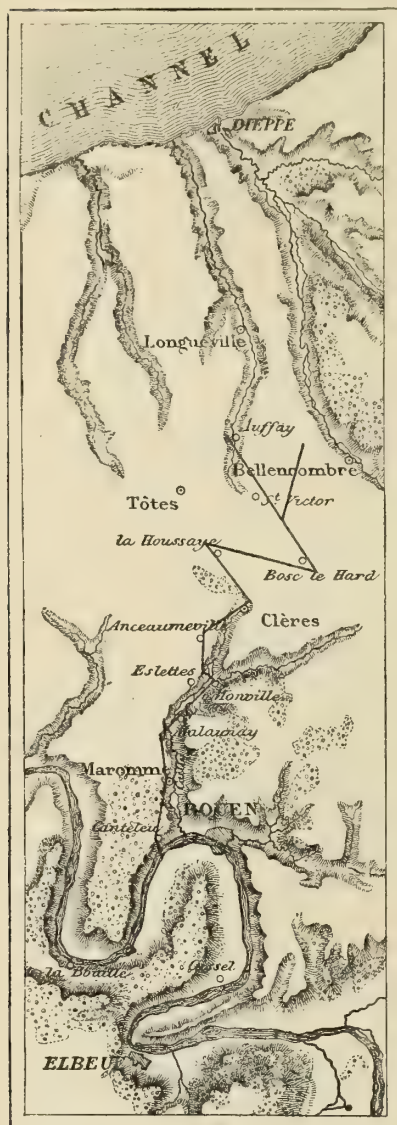 CHANNEL
DIEPPE
Longueville
Auffay
Bellencombre
St Victor
Tôtes
la Houssaye
Bosc le Hard
Clères
Anceaumeville
Eslettes
Monville
Malaunay
Maromme
ROUEN
Canteleu
la Bouille
Oissel
ELBEUF